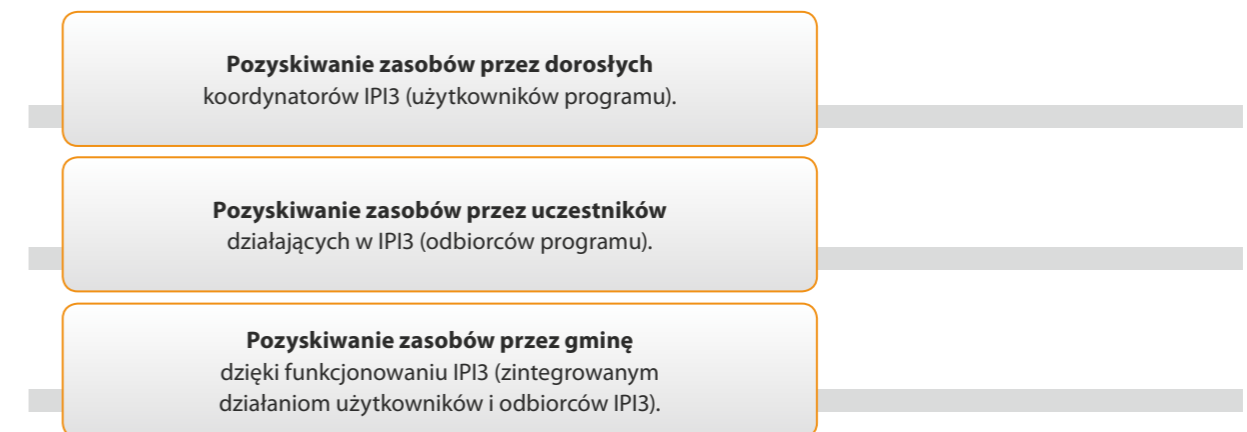 Pozyskiwanie zasobów przez dorosłych
koordynatorów IPI3 (użytkowników programu).
Pozyskiwanie zasobów przez uczestników
działających w IPI3 (odbiorców programu).
Pozyskiwanie zasobów przez gminę
dzięki funkcjonowaniu IPI3 (zintegrowanym
działaniom użytkowników i odbiorców IPI3).